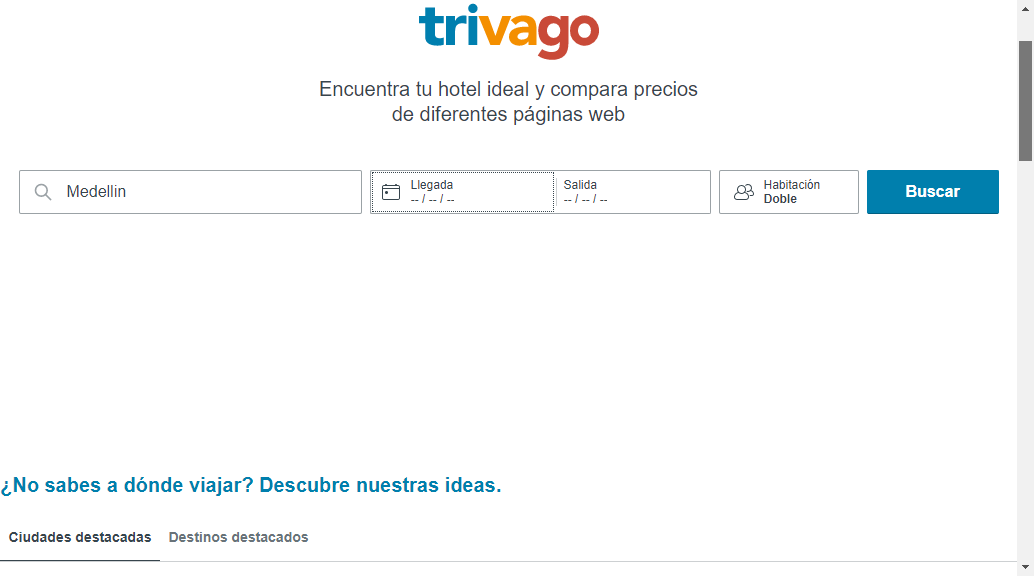 trivago
Encuentra tu hotel ideal y compara precios
de diferentes páginas web
Medellin
Llegada
-- / -- / --
Salida
-- / -- / --
Habitación
Doble
Buscar
¿No sabes a dónde viajar? Descubre nuestras ideas.
Ciudades destacadas
Destinos destacados